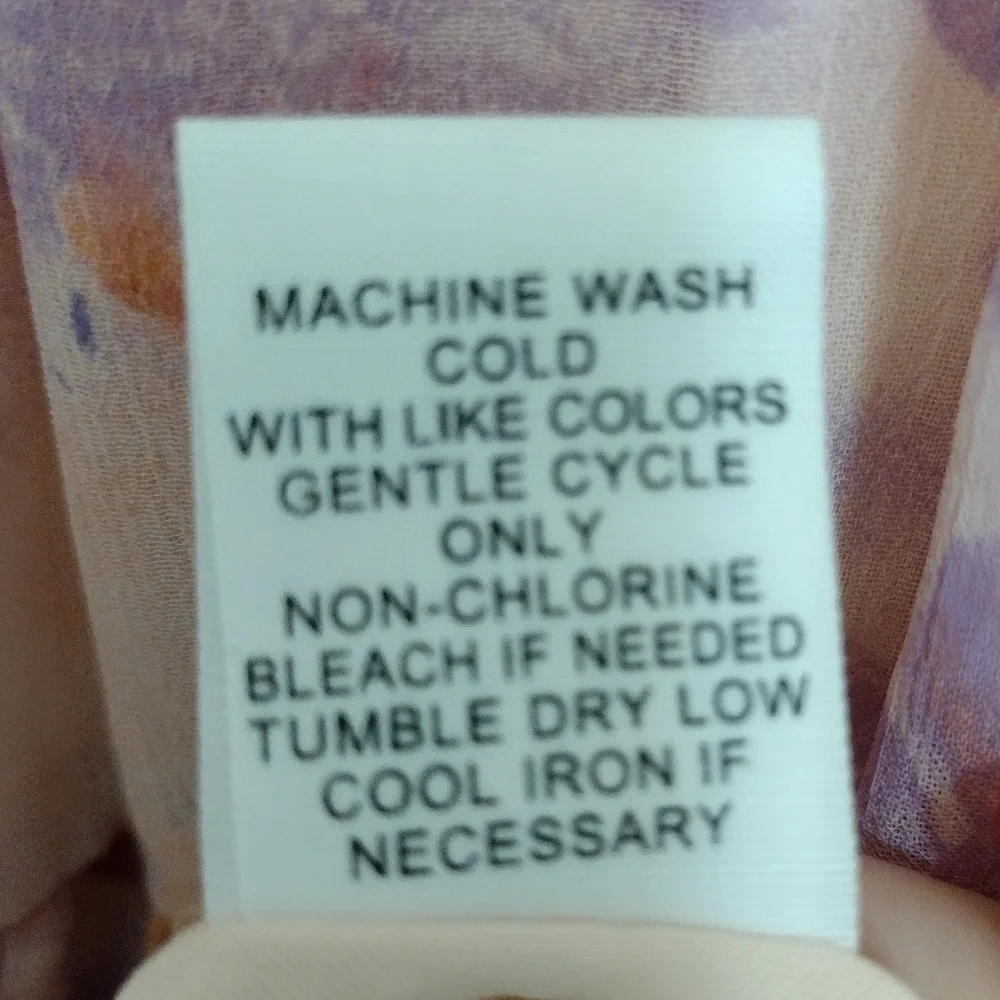 MACHINE WASH
COLD
WITH LIKE COLORS
GENTLE CYCLE
ONLY
NON-CHLORINE
BLEACH IF NEEDED
TUMBLE DRY LOW
COOL IRON IF
NECESSARY